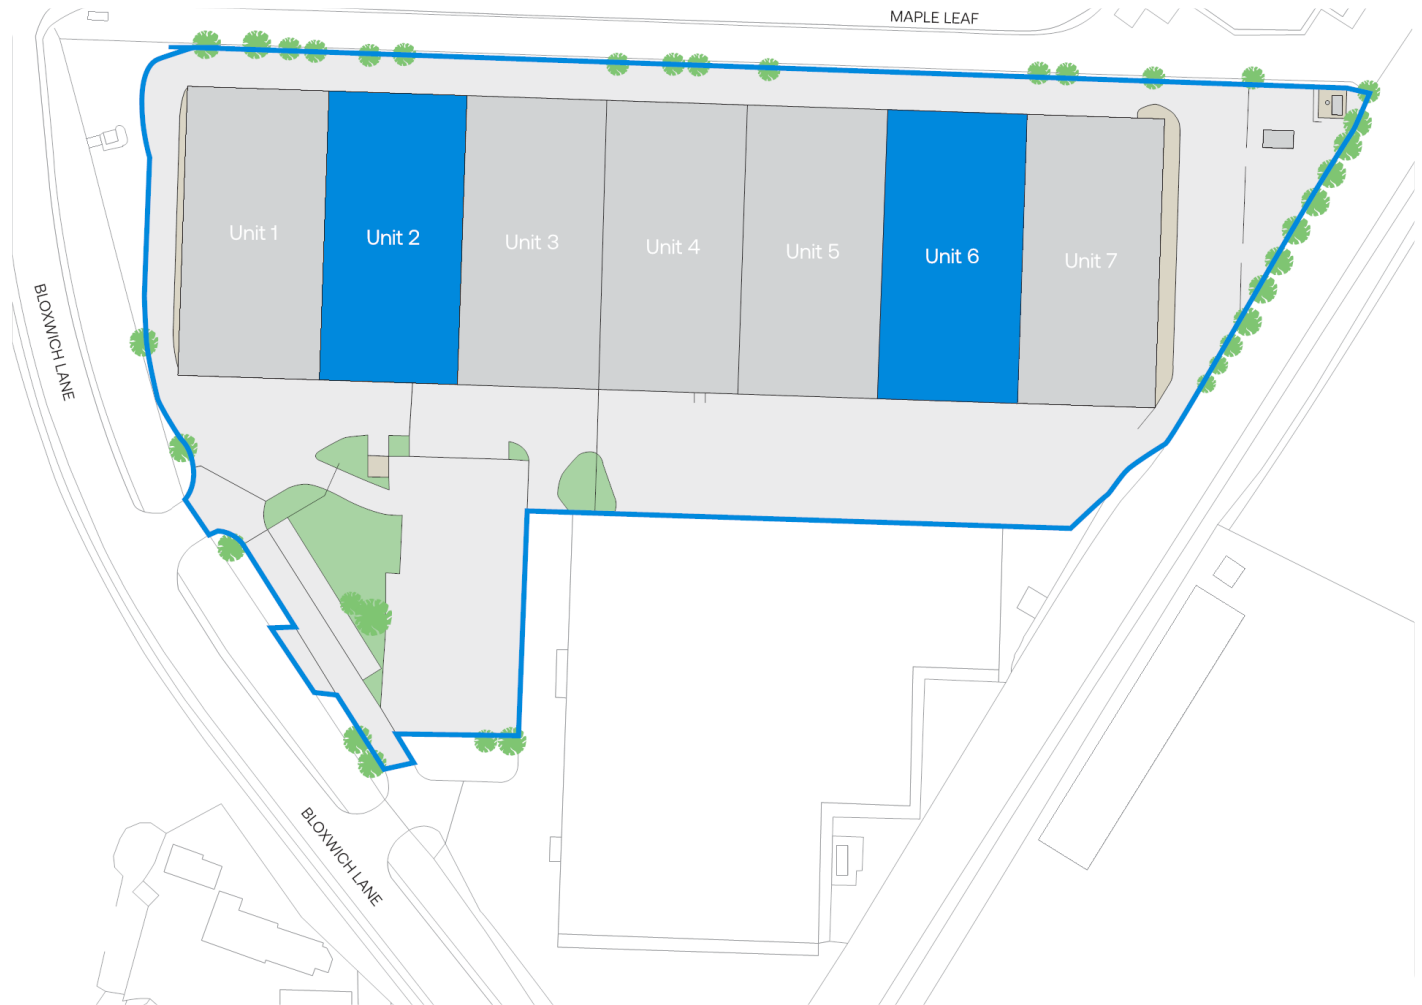 MAPLE LEAF
Unit 1
Unit 2
Unit 3
Unit 4
Unit 5
Unit 6
Unit 7
BLOXWICH LANE
BLOXWICH LANE